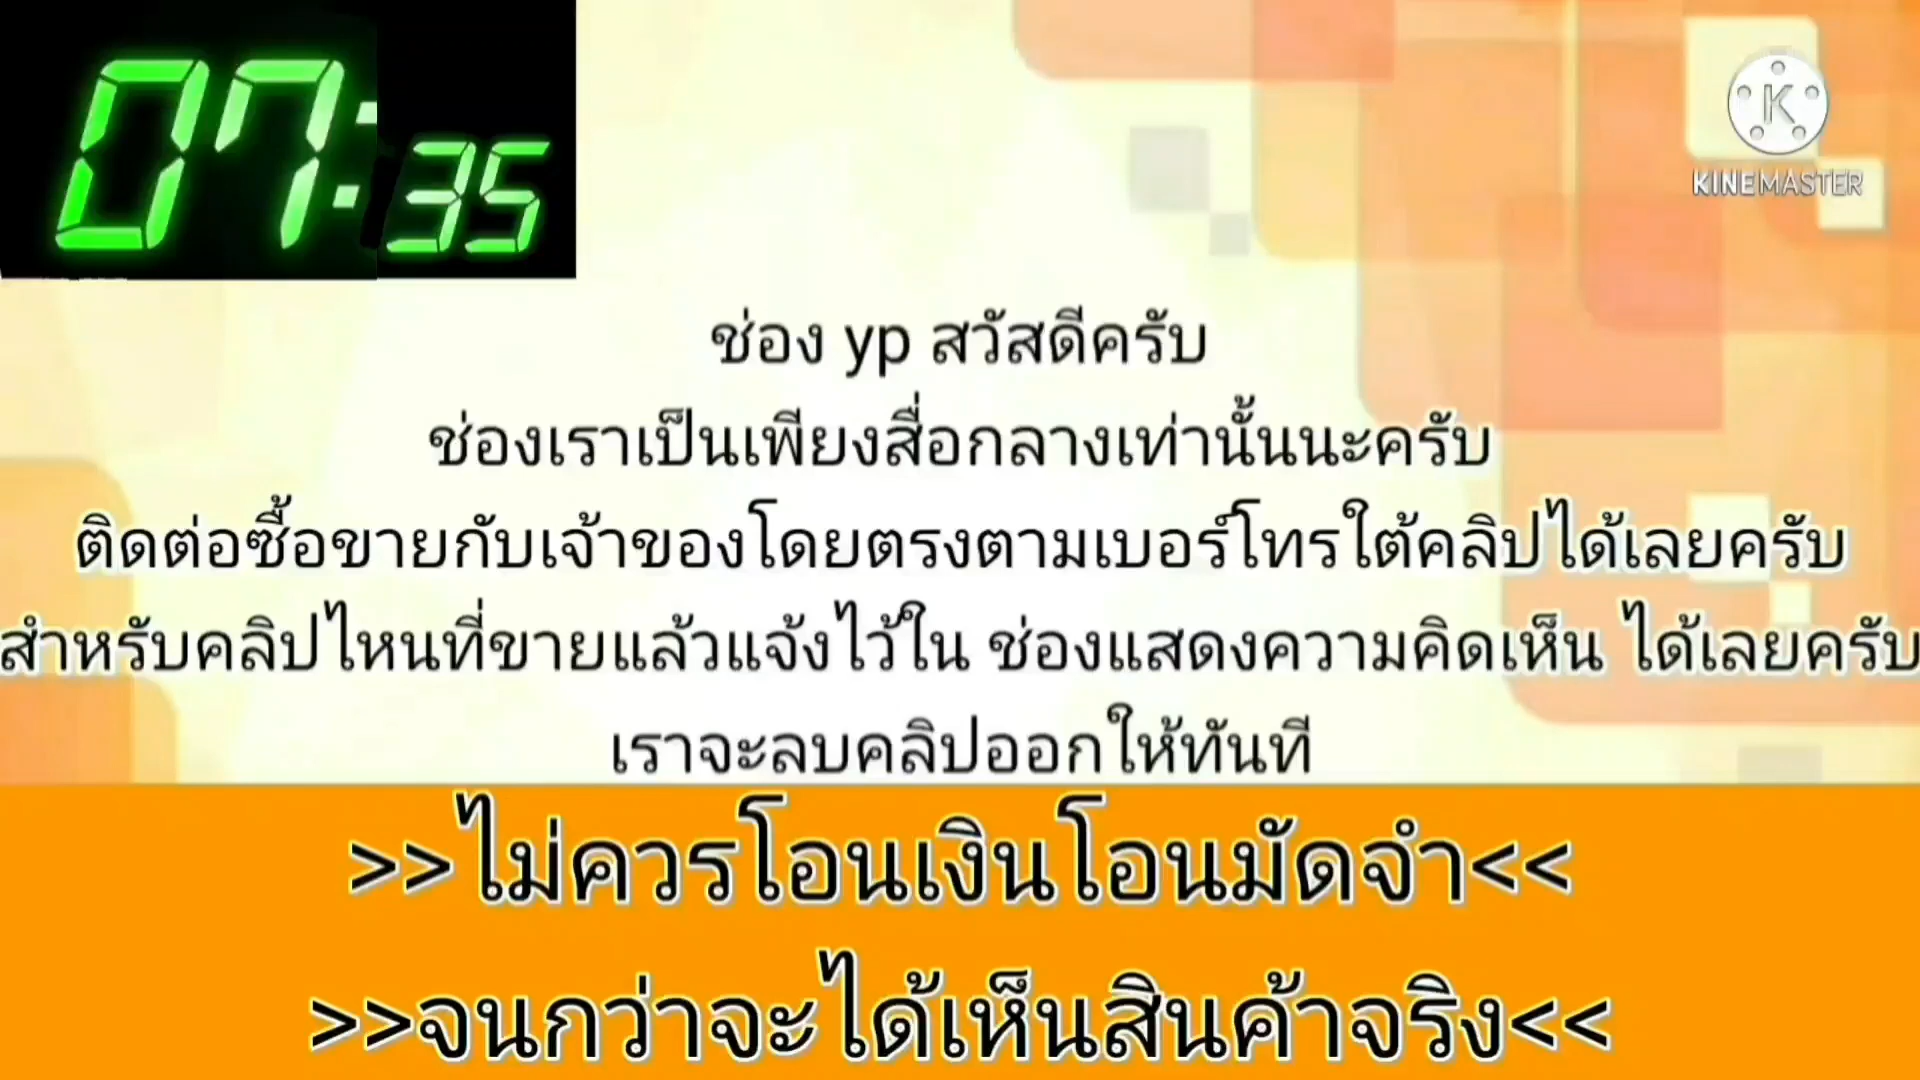 07:35
KINEMASTER
ช่อง yp สวัสดีครับ
ช่องเราเป็นเพียงสื่อกลางเท่านั้นนะครับ
ติดต่อซื้อขายกับเจ้าของโดยตรงตามเบอร์โทรใต้คลิปได้เลยครับ
สำหรับคลิปไหนที่ขายแล้วแจ้งไว้ใน ช่องแสดงความคิดเห็น ได้เลยครับ
เราจะลบคลิปออกให้ทันที
>>ไม่ควรโอนเงินโอนมัดจำ<<
>>จนกว่าจะได้เห็นสินค้าจริง<<